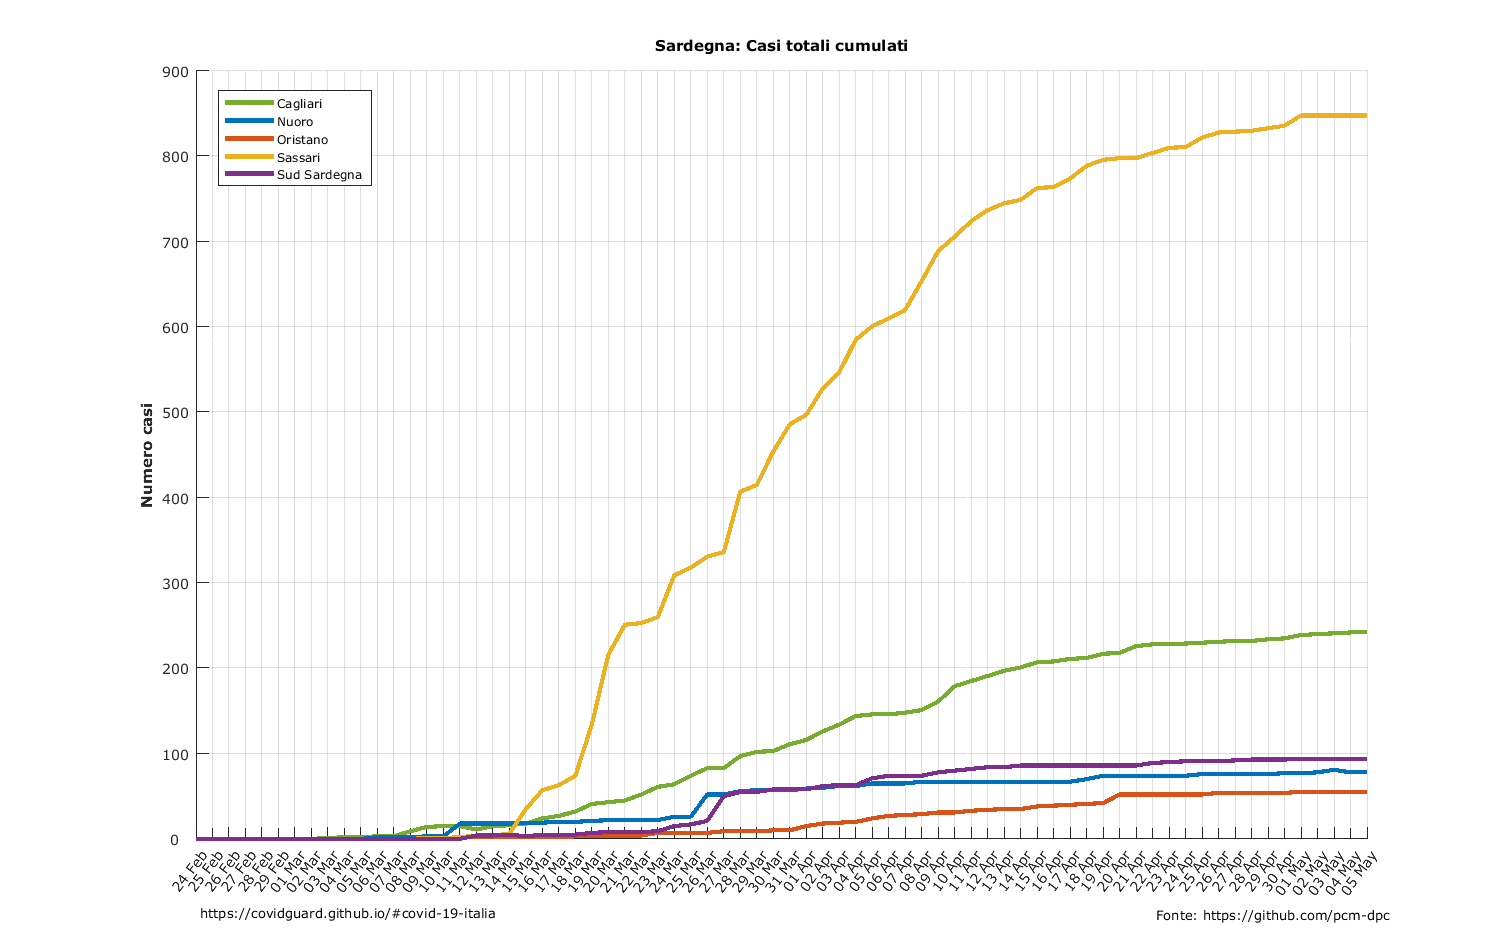 Sardegna: Casi totali cumulati
900
800
700
600
500
400
300
200
100
0
Numero casi
Cagliari
Nuoro
Oristano
Sassari
Sud Sardegna
24 Feb
25 Feb
26 Feb
27 Feb
28 Feb
29 Feb
01 Mar
02 Mar
03 Mar
04 Mar
05 Mar
06 Mar
07 Mar
08 Mar
09 Mar
10 Mar
11 Mar
12 Mar
13 Mar
14 Mar
15 Mar
16 Mar
17 Mar
18 Mar
19 Mar
20 Mar
21 Mar
22 Mar
23 Mar
24 Mar
25 Mar
26 Mar
27 Mar
28 Mar
29 Mar
30 Mar
31 Mar
01 Apr
02 Apr
03 Apr
04 Apr
05 Apr
06 Apr
07 Apr
08 Apr
09 Apr
10 Apr
11 Apr
12 Apr
13 Apr
14 Apr
15 Apr
16 Apr
17 Apr
18 Apr
19 Apr
20 Apr
21 Apr
22 Apr
23 Apr
24 Apr
25 Apr
26 Apr
27 Apr
28 Apr
29 Apr
30 Apr
01 May
02 May
03 May
04 May
05 May
https://covidguard.github.io/#covid-19-italia
Fonte: https://github.com/pcm-dpc